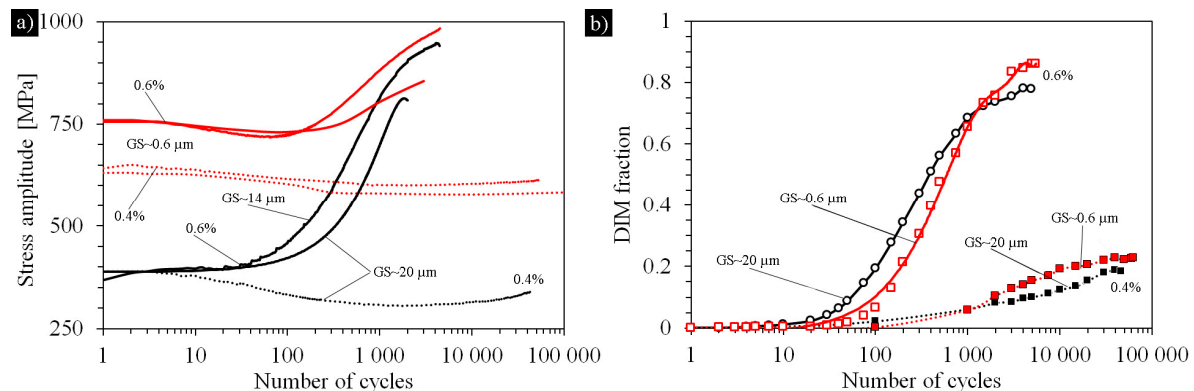 a)
Stress amplitude [MPa]
1000
750
500
250
0.6%
GS~0.6 µm
0.4%
0.6%
GS~14 µm
GS~20 µm
0.4%
1
10
100
1000
10 000
100 000
Number of cycles
b)
DIM fraction
1
0.8
0.6
0.4
0.2
0
0.6%
GS~0.6 µm
GS~20 µm
GS~0.6 µm
GS~20 µm
0.4%
1
10
100
1 000
10 000
100 000
Number of cycles